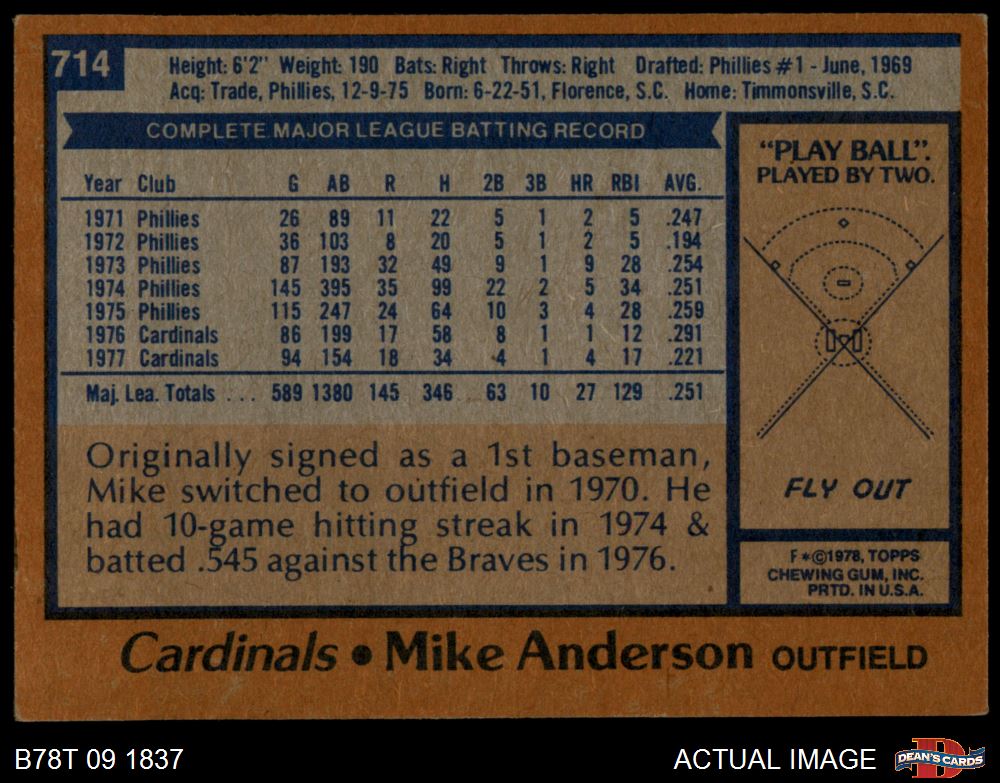 714
Height: 6'2" Weight: 190 Bats: Right Throws: Right Drafted: Phillies #1 - June, 1969
Acq: Trade, Phillies, 12-9-75 Born: 6-22-51, Florence, S.C. Home: Timmonsville, S.C.
COMPLETE MAJOR LEAGUE BATTING RECORD
Year Club G AB R H 2B 3B HR RBI AVG.
1971 Phillies 26 89 11 22 5 1 2 5 .247
1972 Phillies 36 103 8 20 5 1 2 5 .194
1973 Phillies 87 193 32 49 9 1 9 28 .254
1974 Phillies 145 395 35 99 22 2 5 34 .251
1975 Phillies 115 247 24 64 10 3 4 28 .259
1976 Cardinals 86 199 17 58 8 1 1 12 .291
1977 Cardinals 94 154 18 34 4 1 4 17 .221
Maj. Lea. Totals ... 589 1380 145 346 63 10 27 129 .251
Originally signed as a 1st baseman,
Mike switched to outfield in 1970. He
had 10-game hitting streak in 1974 &
batted .545 against the Braves in 1976.
"PLAY BALL".
PLAYED BY TWO.
FLY OUT
F*©1978, TOPPS
CHEWING GUM, INC.
PRTD. IN U.S.A.
Cardinals • Mike Anderson OUTFIELD
B78T 09 1837
ACTUAL IMAGE
D
DEAN'S CARDS